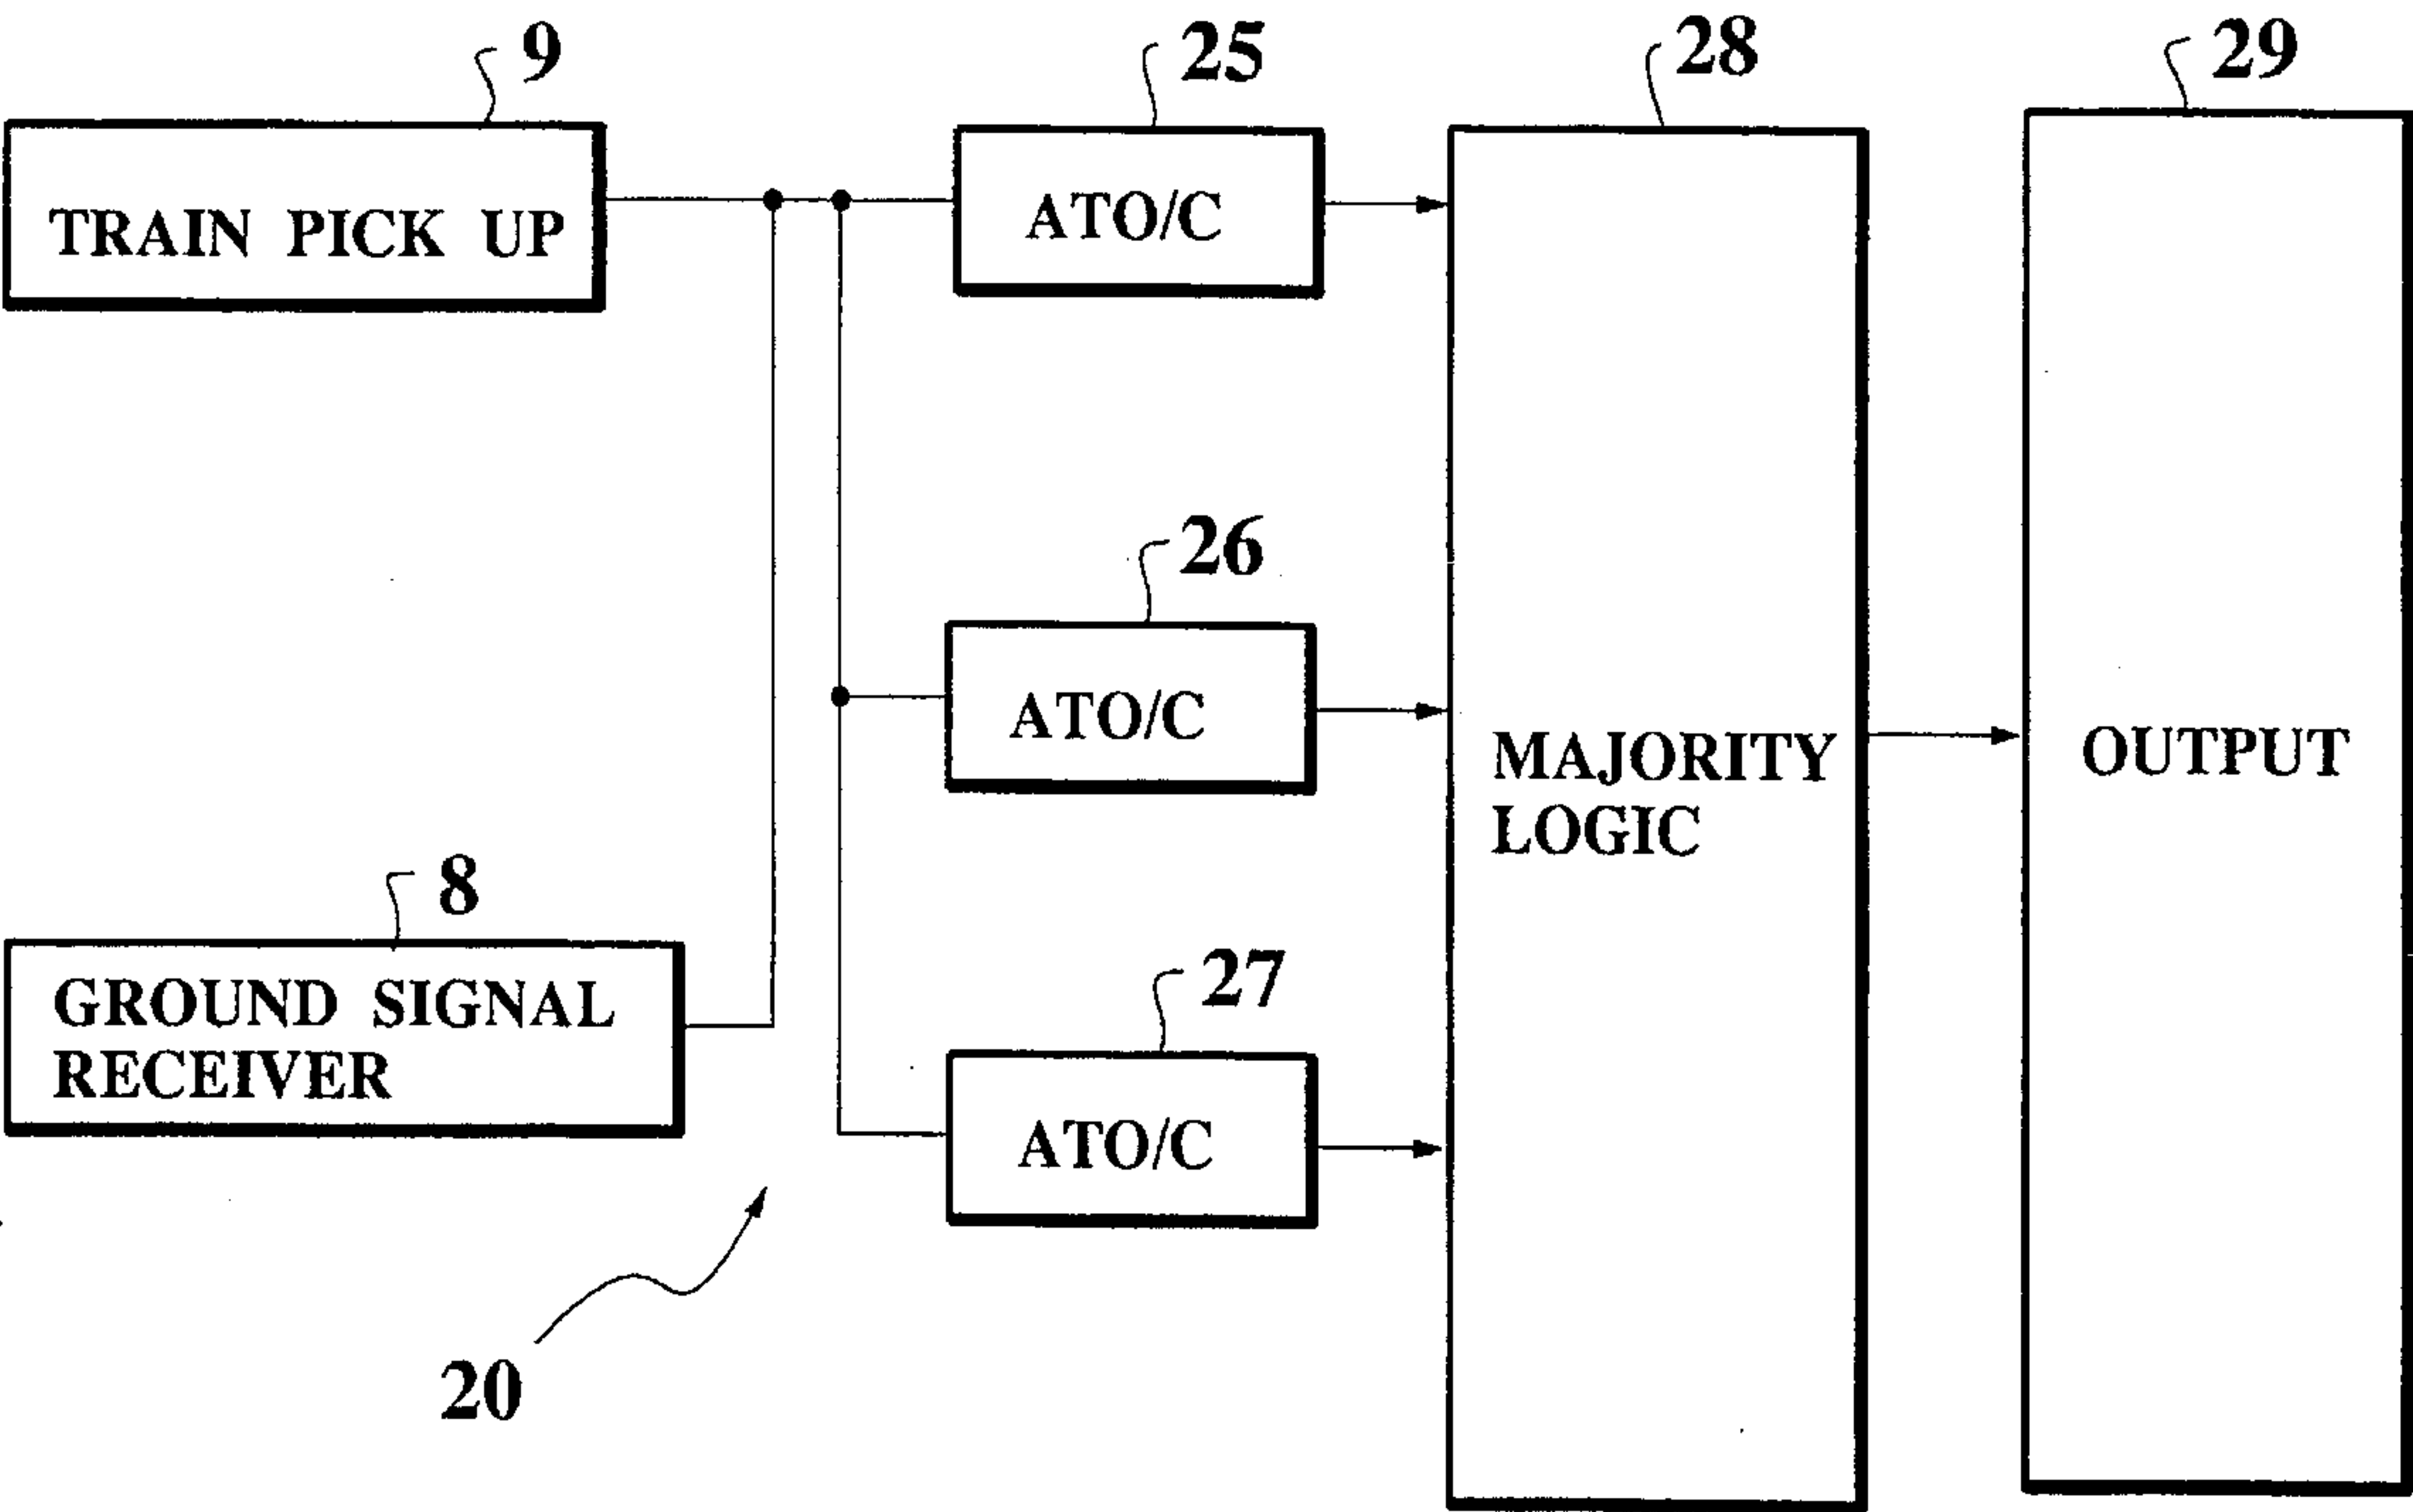 9
25
28
29
TRAIN PICK UP
ATO/C
26
ATO/C
MAJORITY
LOGIC
OUTPUT
8
GROUND SIGNAL
RECEIVER
27
ATO/C
20